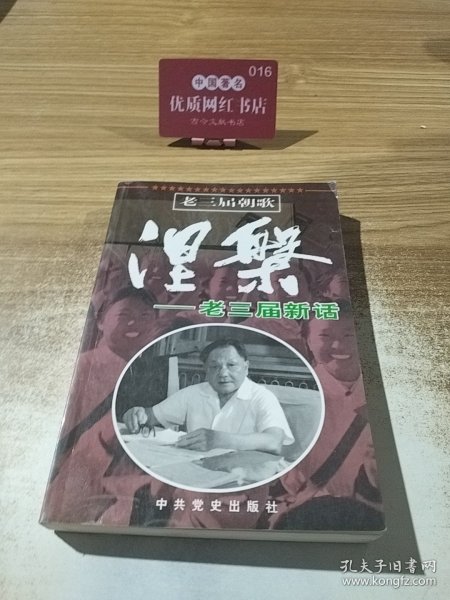 016
中国著名
优质网红书店
古今文献书店
老三届朝歌
涅槃
——老三届新话
中共党史出版社
孔夫子旧书网
www.kongfz.com